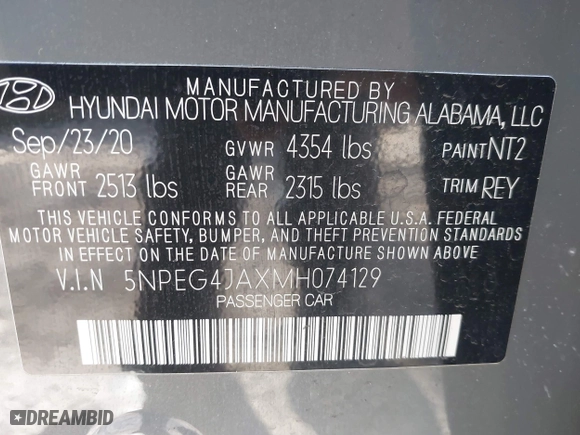 MANUFACTURED BY
HYUNDAI MOTOR MANUFACTURING ALABAMA, LLC
Sep/23/20 GVWR 4354 lbs PAINT NT2
GAWR FRONT 2513 lbs GAWR REAR 2315 lbs TRIM REY
THIS VEHICLE CONFORMS TO ALL APPLICABLE U.S.A. FEDERAL
MOTOR VEHICLE SAFETY, BUMPER, AND THEFT PREVENTION STANDARDS
IN EFFECT ON THE DATE OF MANUFACTURE SHOWN ABOVE
V.I.N 5NPEG4JAXMH074129
PASSENGER CAR
DREAMBID